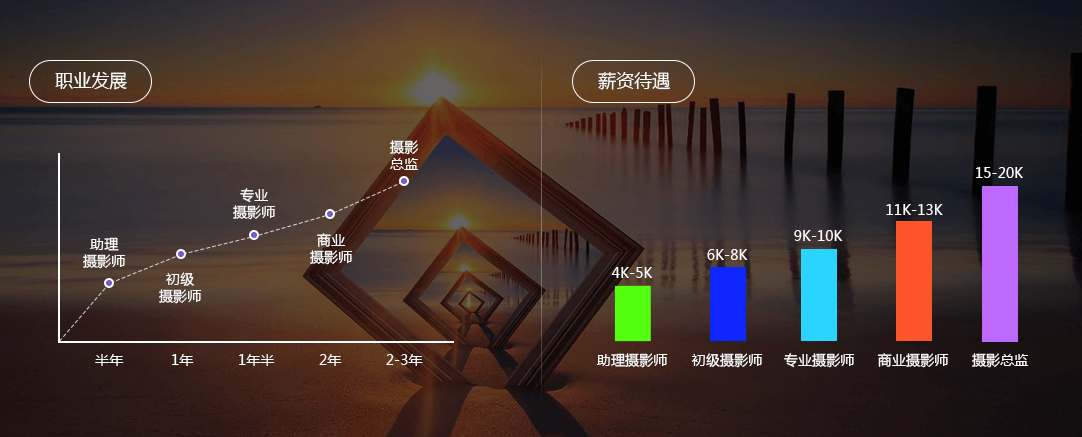 职业发展
摄影
总监
专业
摄影师
助理
摄影师
商业
摄影师
初级
摄影师
半年
1年
1年半
2年
2-3年
薪资待遇
15-20K
11K-13K
9K-10K
6K-8K
4K-5K
助理摄影师
初级摄影师
专业摄影师
商业摄影师
摄影总监